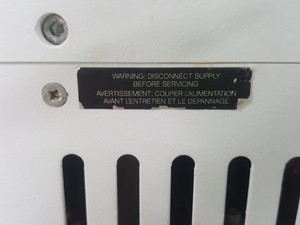 WARNING: DISCONNECT SUPPLY
BEFORE SERVICING
AVERTISSEMENT: COUPER L'ALIMENTATION
AVANT L'ENTRETIEN ET LE DEPANNAGE